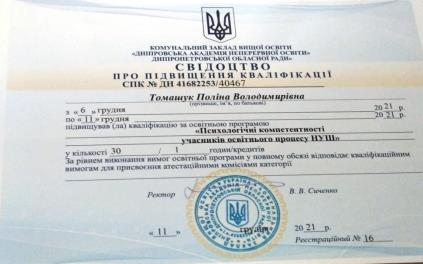 КОМУНАЛЬНИЙ ЗАКЛАД ВИЩОЇ ОСВІТИ
«ДНІПРОВСЬКА АКАДЕМІЯ НЕПЕРЕРВНОЇ ОСВІТИ»
ДНІПРОПЕТРОВСЬКОЇ ОБЛАСНОЇ РАДИ»
СВІДОЦТВО
ПРО ПІДВИЩЕННЯ КВАЛІФІКАЦІЇ
СПК № ДН 41682253/40467
Томащук Поліна Володимирівна
(прізвище, ім'я, по батькові)
з «6» грудня 2021 р.
по «11» грудня 2021 р.
підвищував (ла) кваліфікацію за освітньою програмою
«Психологічні компетентності
учасників освітнього процесу НУШ»
у кількості 30 / 1 годин/кредитів
За рівнем виконання вимог освітньої програми у повному обсязі відповідає кваліфікаційним
вимогам для присвоєння атестаційними комісіями категорії
Ректор В. В. Сиченко
«11» грудня 2021 р.
Реєстраційний № 16